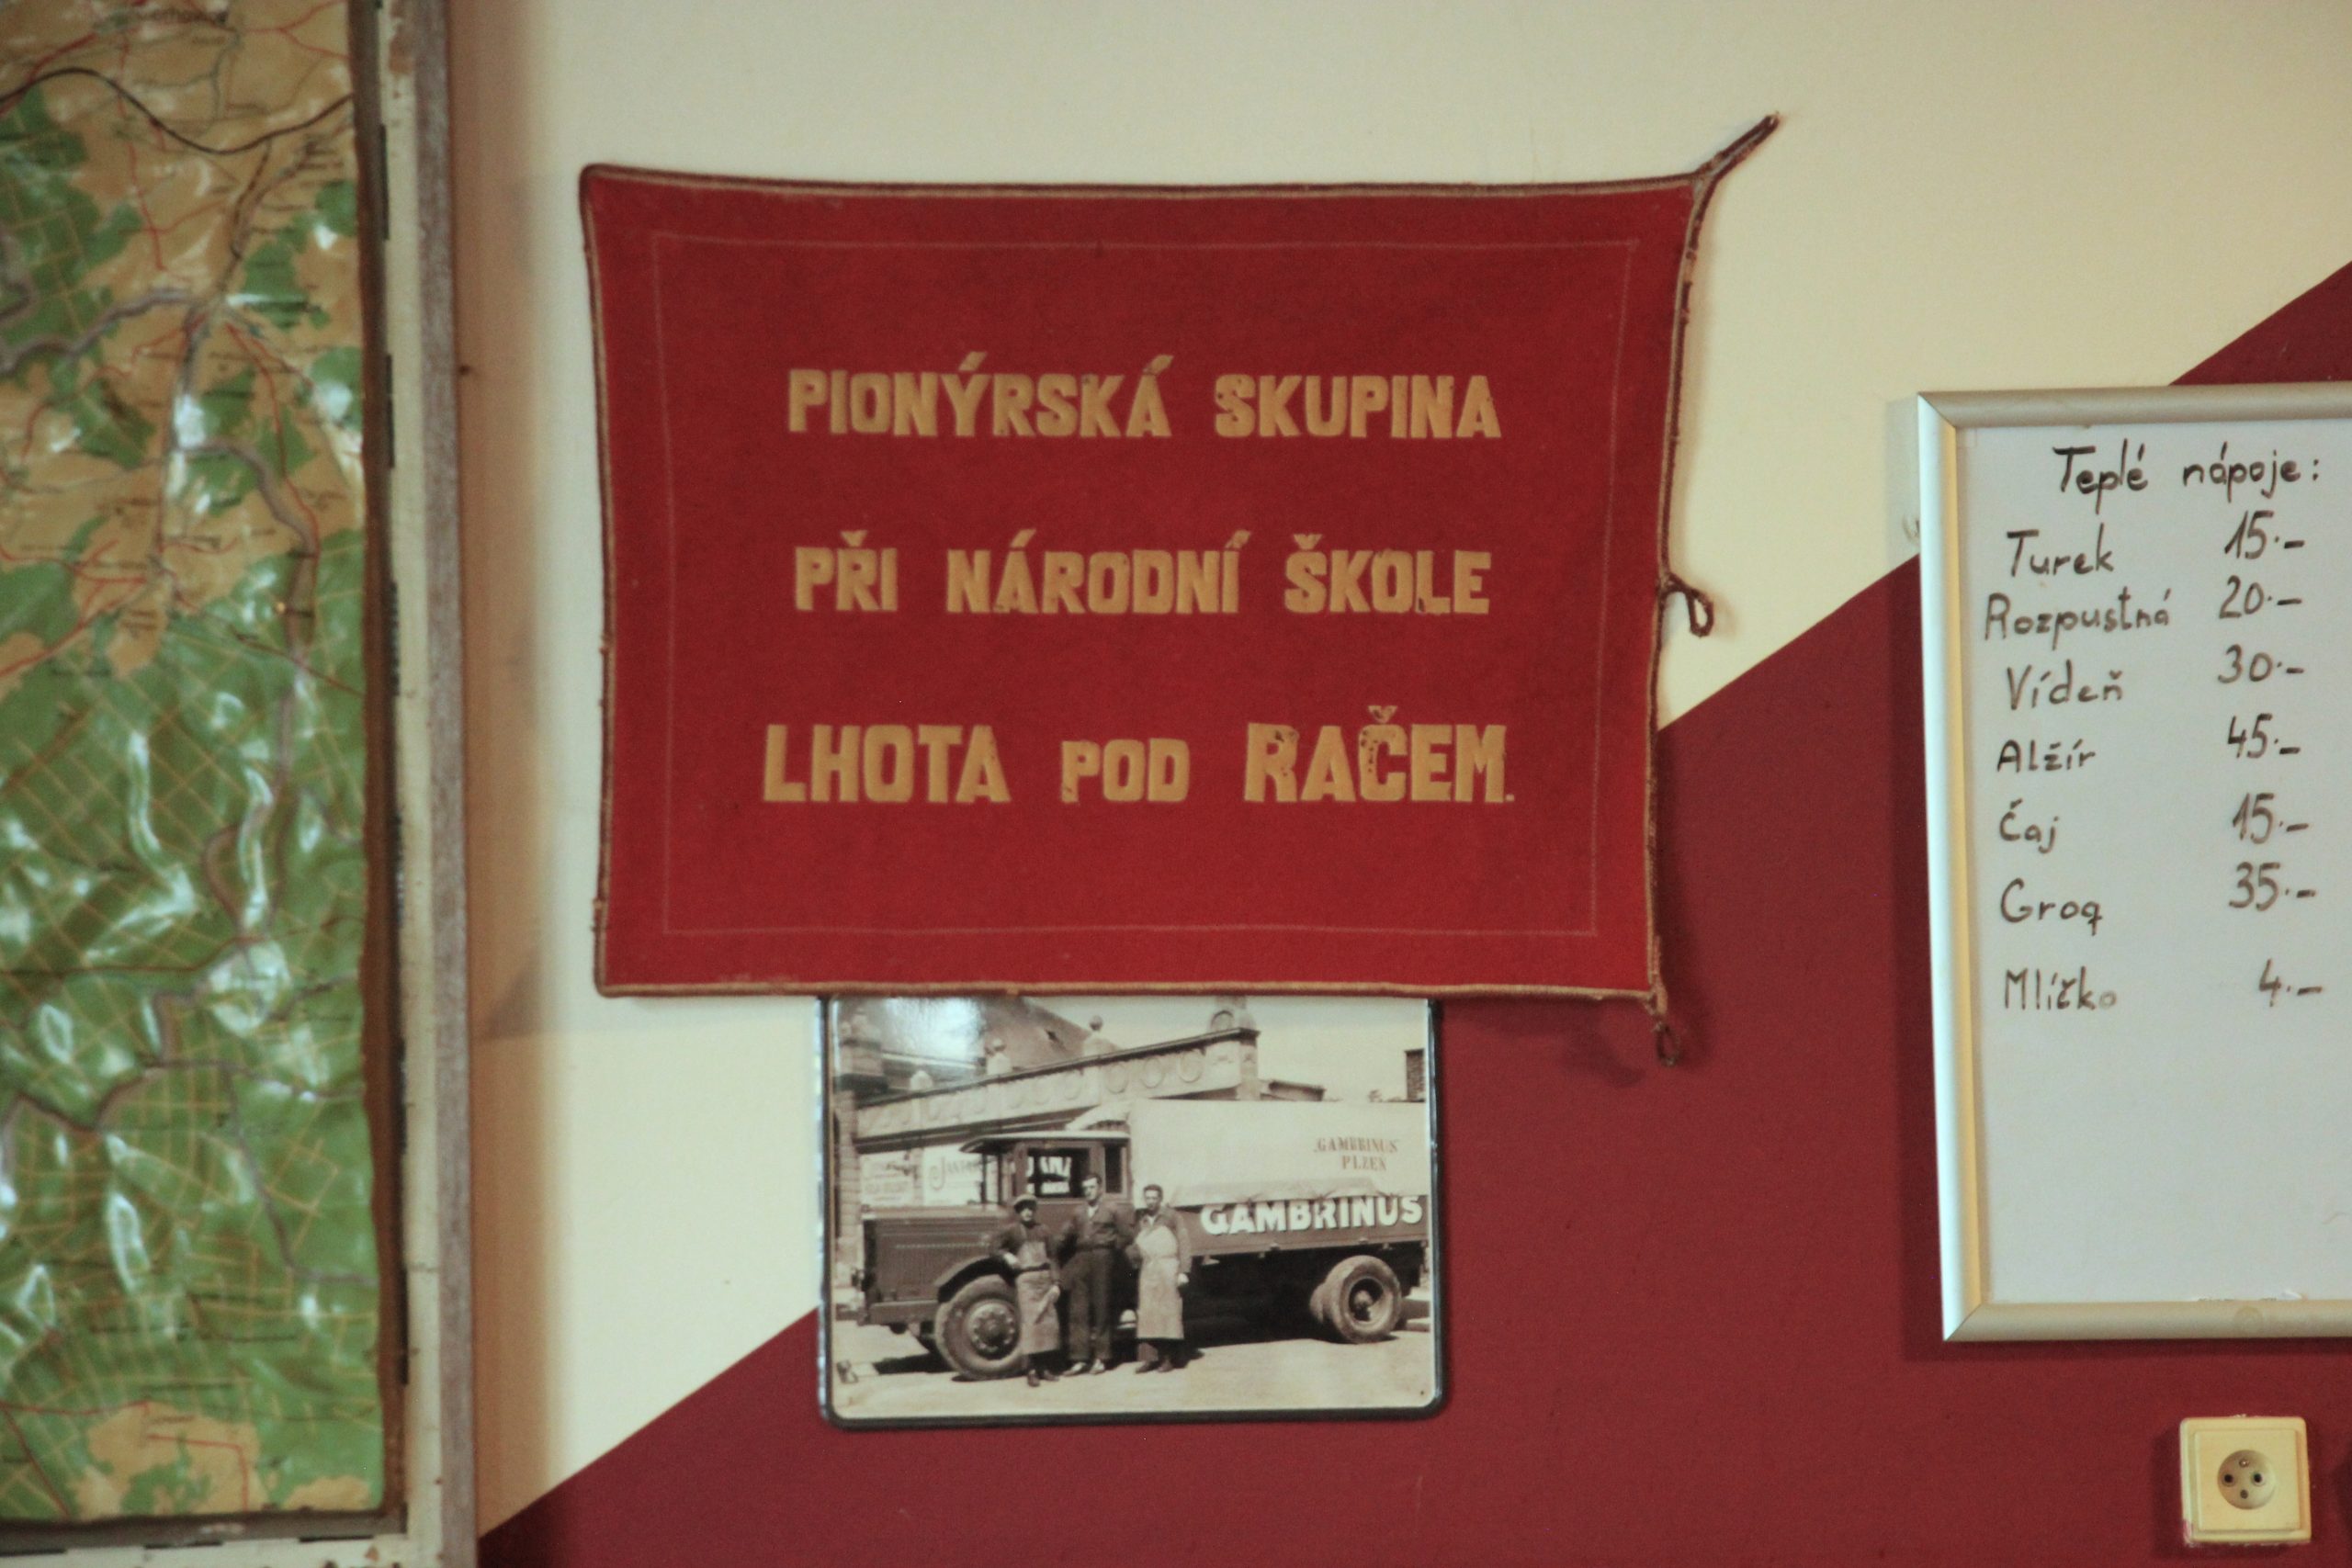 PIONÝRSKÁ SKUPINA
PŘI NÁRODNÍ ŠKOLE
LHOTA POD RAČEM.
„GAMBRINUS"
PLZEŇ
GAMBRINUS
Teplé nápoje:
Turek 15.-
Rozpustná 20.-
Vídeň 30.-
Alžír 45.-
Čaj 15.-
Grog 35.-
Mlíčko 4.-